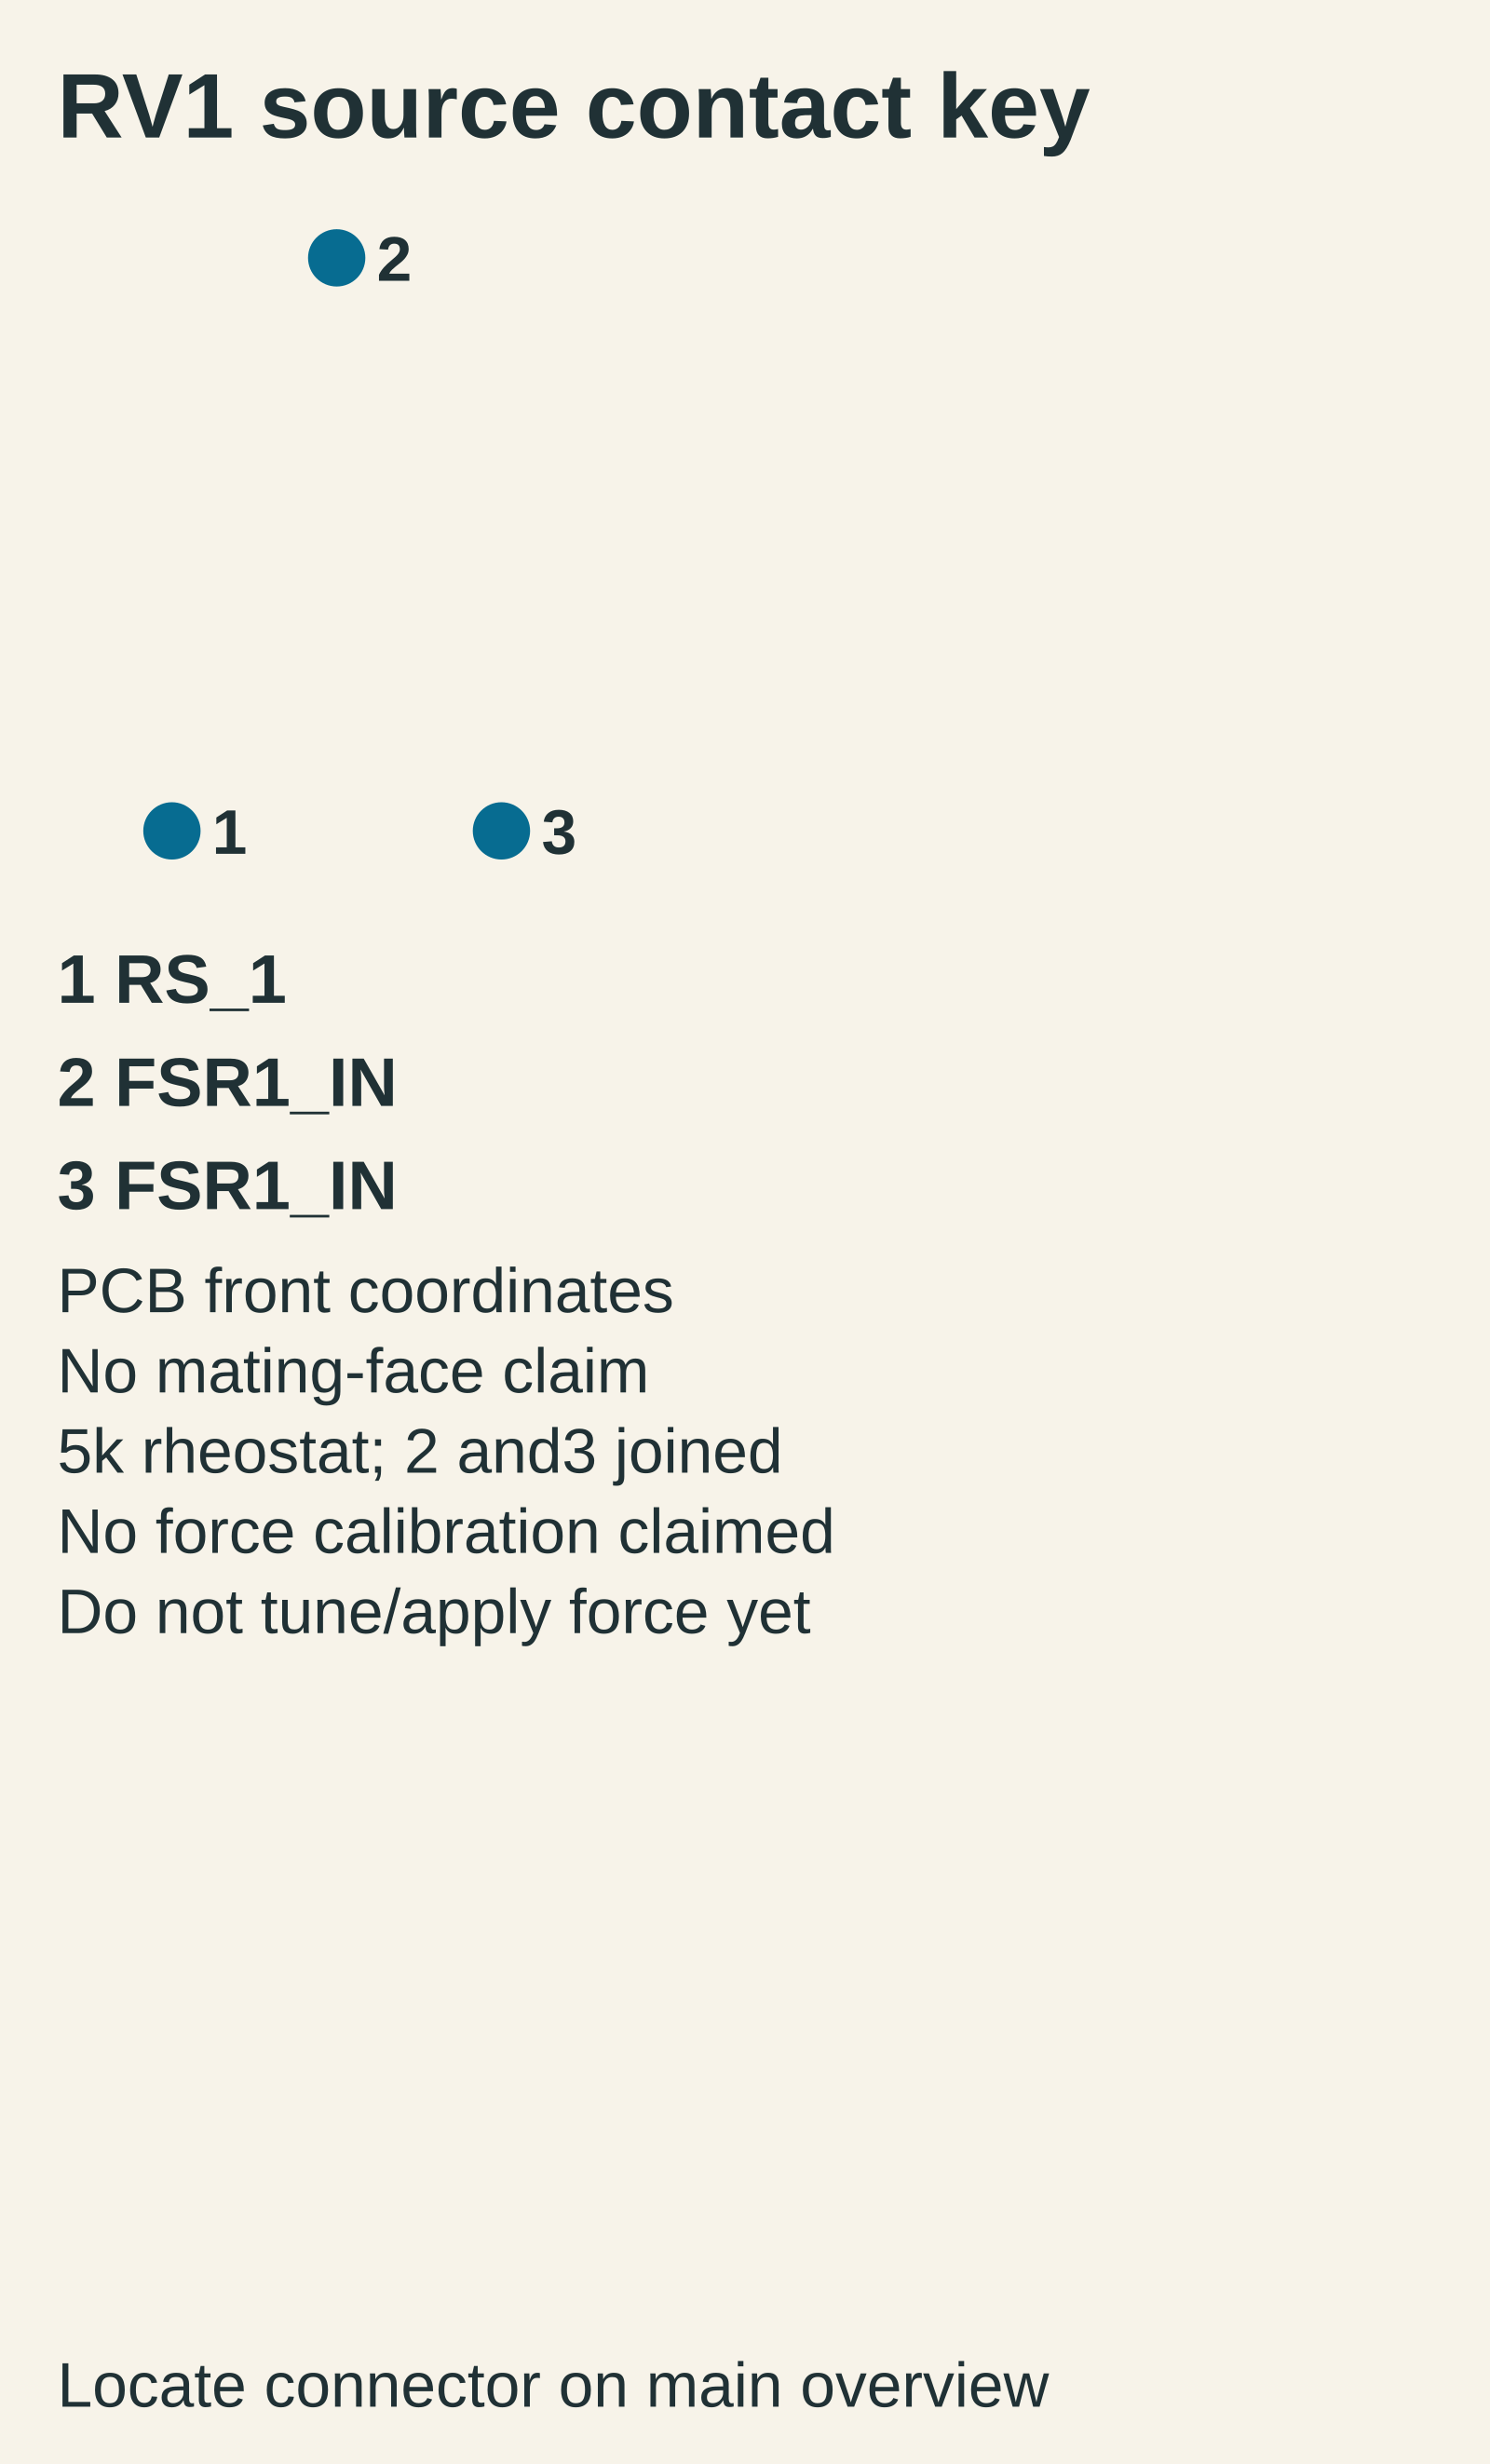 RV1 source contact key
2
1 3
1 RS_1
2 FSR1_IN
3 FSR1_IN
PCB front coordinates
No mating-face claim
5k rheostat; 2 and3 joined
No force calibration claimed
Do not tune/apply force yet
Locate connector on main overview